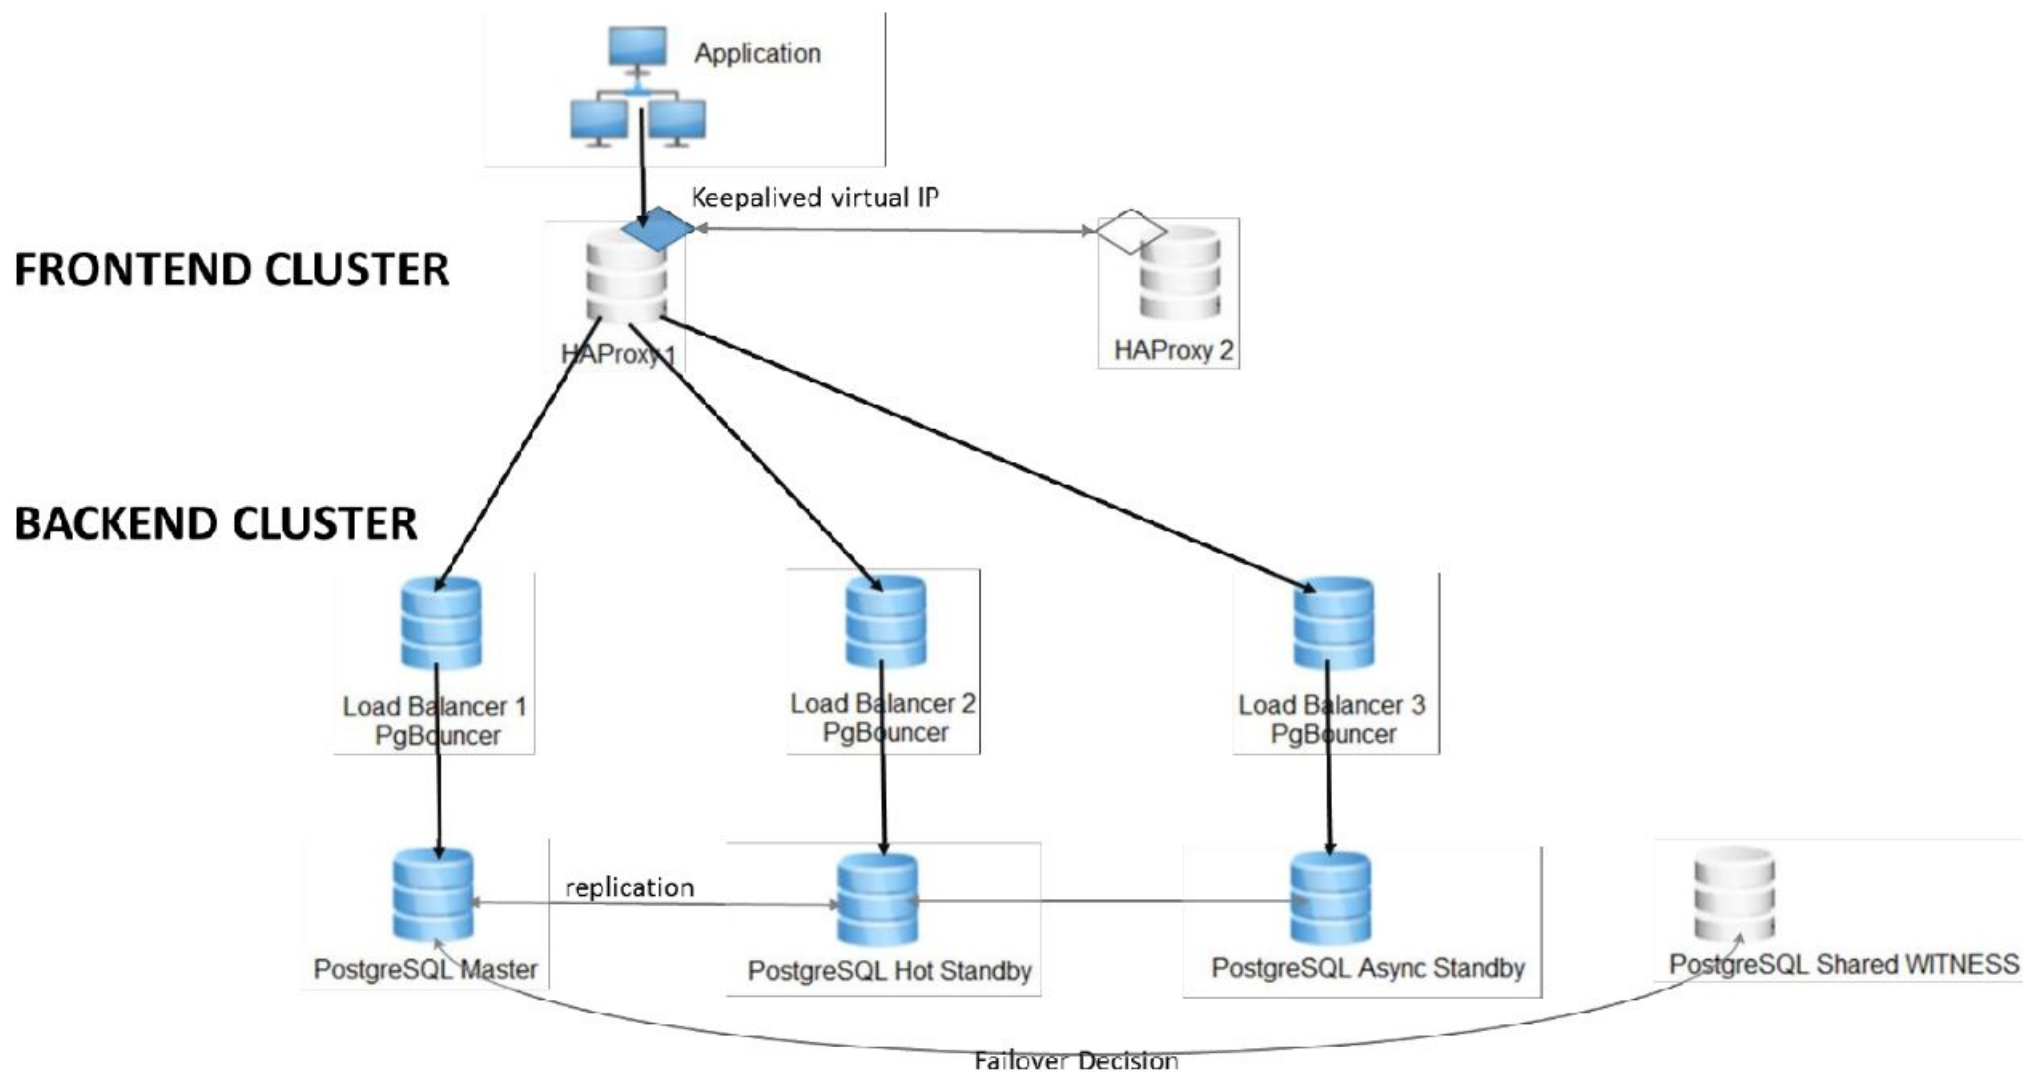 Application
Keepalived virtual IP
FRONTEND CLUSTER
HAProxy 1
HAProxy 2
BACKEND CLUSTER
Load Balancer 1
PgBouncer
Load Balancer 2
PgBouncer
Load Balancer 3
PgBouncer
replication
PostgreSQL Master
PostgreSQL Hot Standby
PostgreSQL Async Standby
PostgreSQL Shared WITNESS
Failover Decision